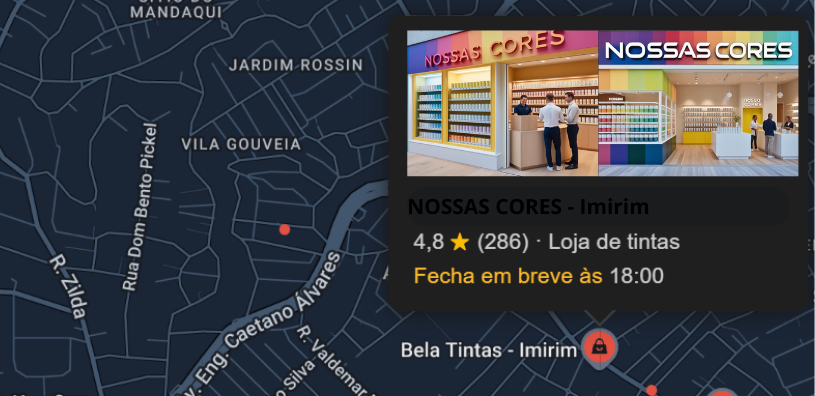 MANDAQUI
JARDIM ROSSIN
VILA GOUVEIA
Rua Dom Bento Pickel
R. Zilda
Av. Eng. Caetano Álvares
R. Valdemar
Silva
NOSSAS CORES
NOSSAS CORES
NOSSAS CORES - Imirim
4,8 ★ (286) · Loja de tintas
Fecha em breve às 18:00
Bela Tintas - Imirim